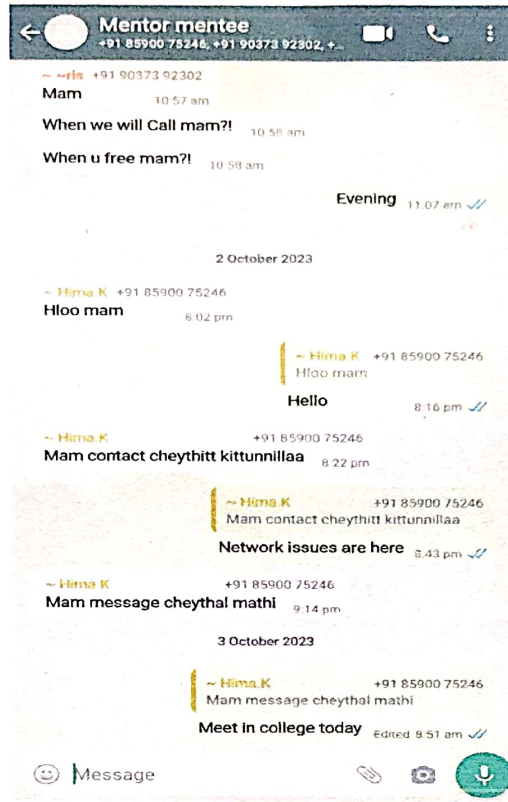 Mentor mentee
+91 85900 75246, +91 90373 92302, +...
~ ~ris +91 90373 92302
Mam
10:57 am
When we will Call mam?! 10:58 am
When u free mam?! 10:58 am
Evening 11:07 am
2 October 2023
~ Hima.K +91 85900 75246
Hloo mam 8:02 pm
~ Hima.K +91 85900 75246
Hloo mam
Hello 8:16 pm
~ Hima.K +91 85900 75246
Mam contact cheythitt kittunnillaa 8:22 pm
~ Hima.K +91 85900 75246
Mam contact cheythitt kittunnillaa
Network issues are here 8:43 pm
~ Hima K +91 85900 75246
Mam message cheythal mathi 9:14 pm
3 October 2023
~ Hima.K +91 85900 75246
Mam message cheythal mathi
Meet in college today Edited 8:51 am
Message